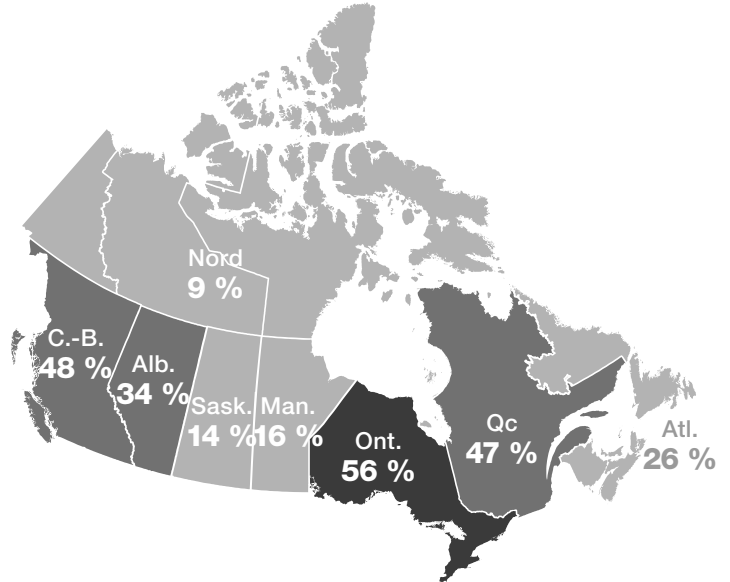 Nord
9 %
C.-B.
48 %
Alb.
34 %
Sask.
14 %
Man.
16 %
Ont.
56 %
Qc
47 %
Atl.
26 %